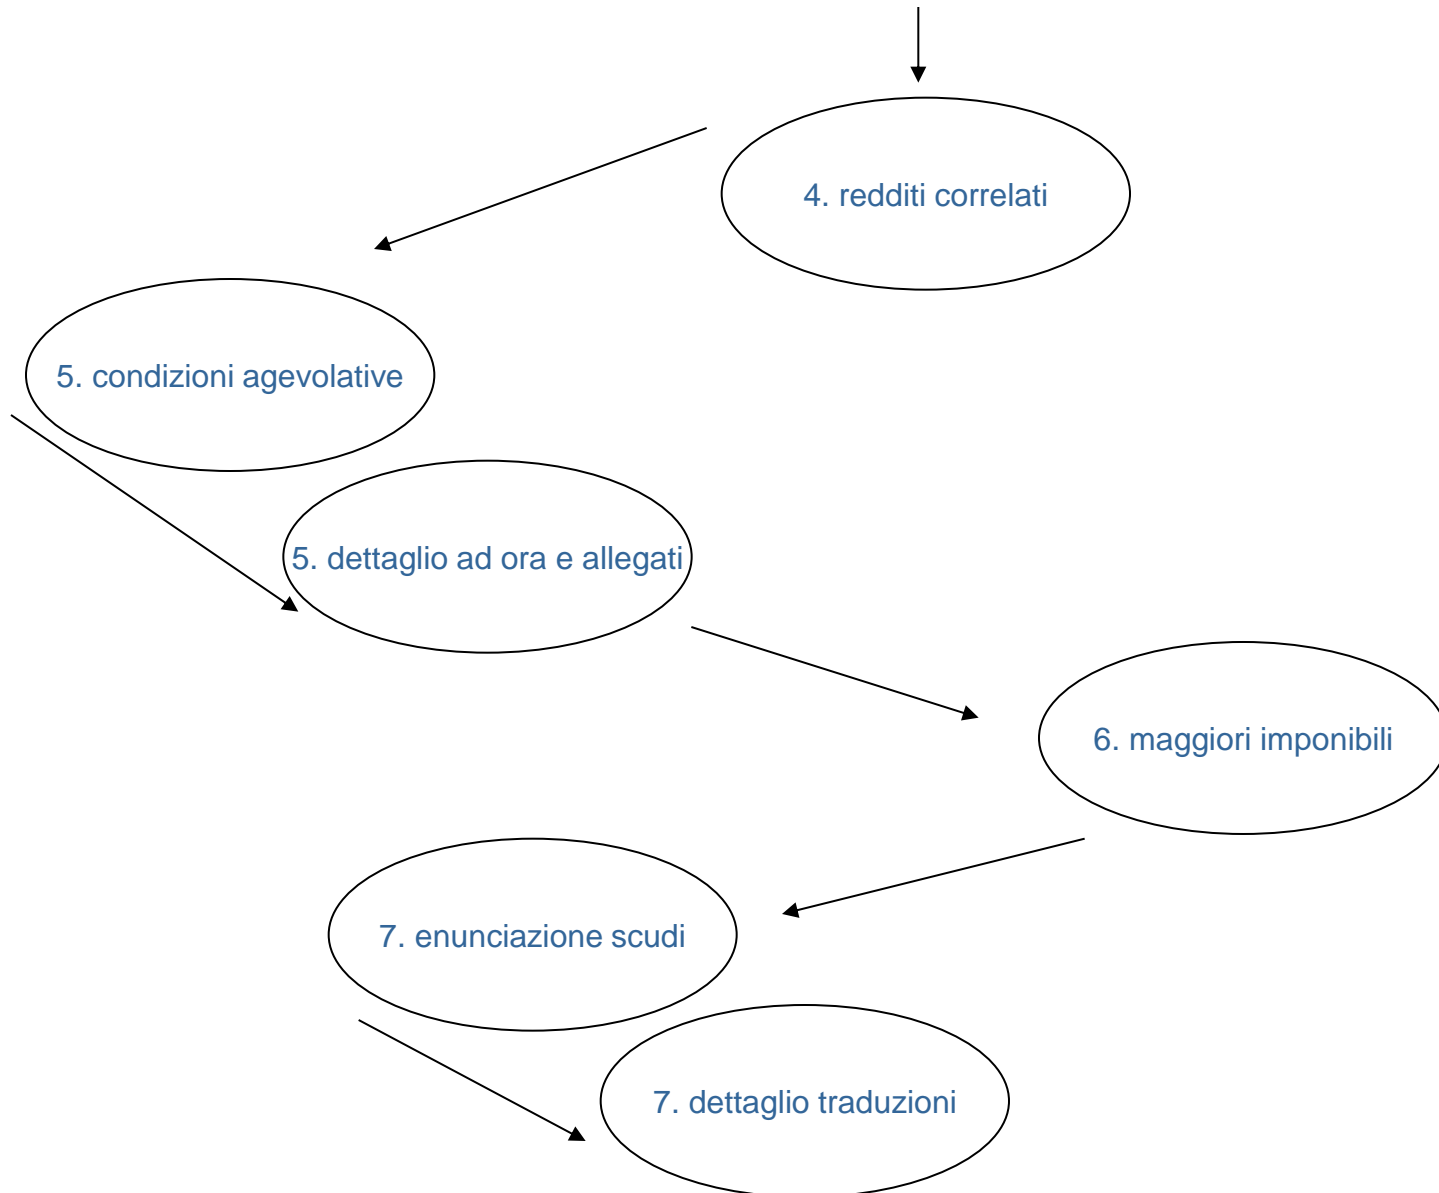 4. redditi correlati
5. condizioni agevolative
5. dettaglio ad ora e allegati
6. maggiori imponibili
7. enunciazione scudi
7. dettaglio traduzioni